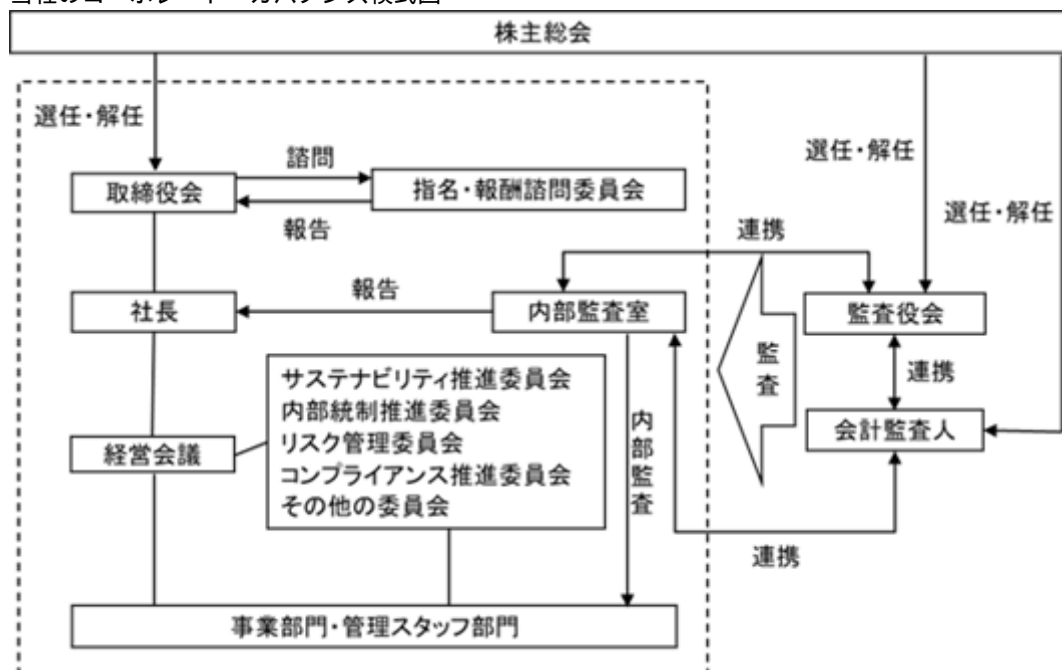 当社のコーポレート・ガバナンス模式図
株主総会
選任・解任
選任・解任
選任・解任
諮問
取締役会
指名・報酬諮問委員会
報告
連携
報告
社長
内部監査室
監査役会
監査
連携
サステナビリティ推進委員会
内部統制推進委員会
リスク管理委員会
コンプライアンス推進委員会
その他の委員会
内部監査
経営会議
会計監査人
連携
事業部門・管理スタッフ部門